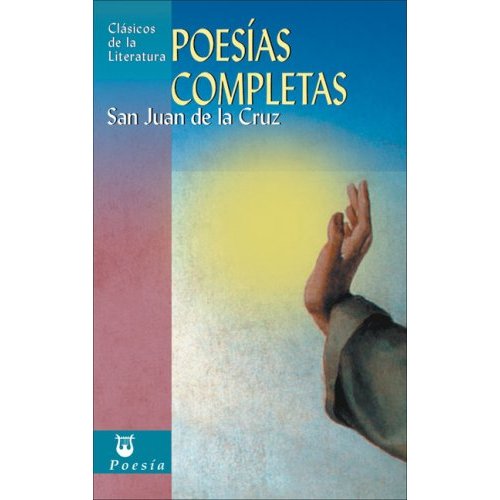 Clásicos
de la
Literatura
POESÍAS
COMPLETAS
San Juan de la Cruz
Poesía